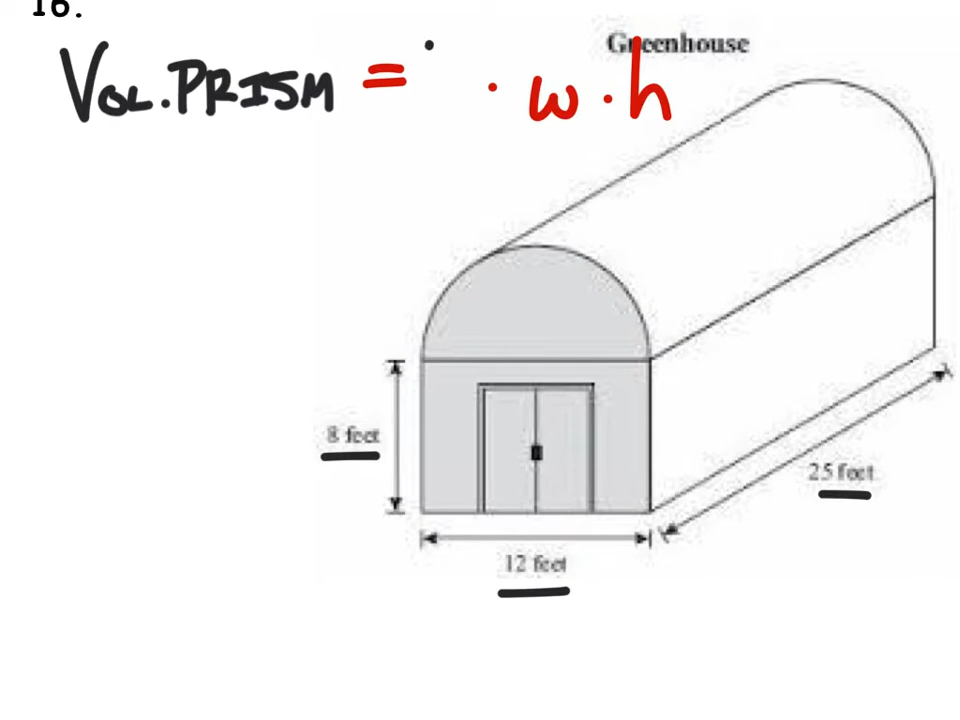 16.
Greenhouse
VOL. PRISM = · w · h
8 feet
25 feet
12 feet